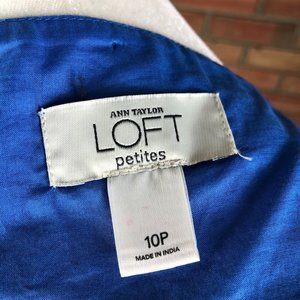 ANN TAYLOR
LOFT
petites
10P
MADE IN INDIA